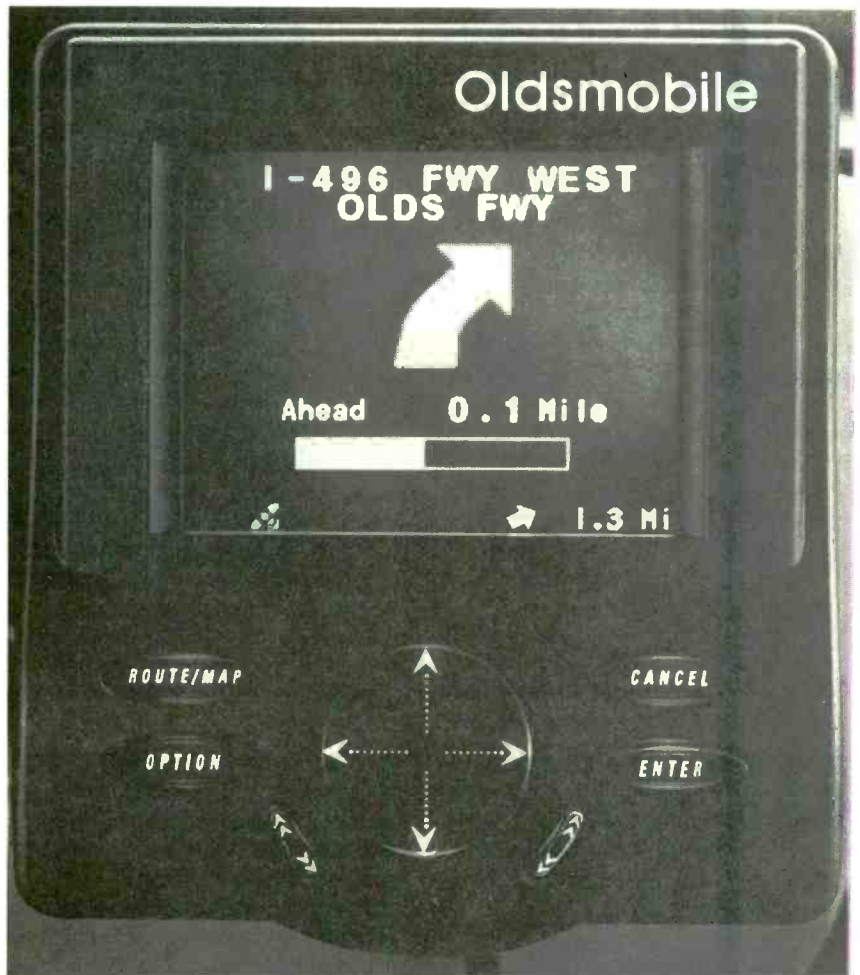 Oldsmobile
I-496 FWY WEST
OLDS FWY
Ahead 0.1 Mile
1.3 Mi
ROUTE/MAP
CANCEL
OPTION
ENTER